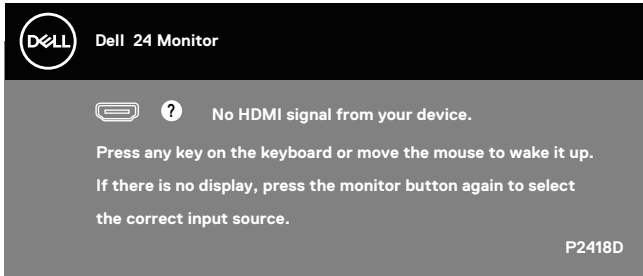 DELL
Dell 24 Monitor
? No HDMI signal from your device.
Press any key on the keyboard or move the mouse to wake it up.
If there is no display, press the monitor button again to select
the correct input source.
P2418D